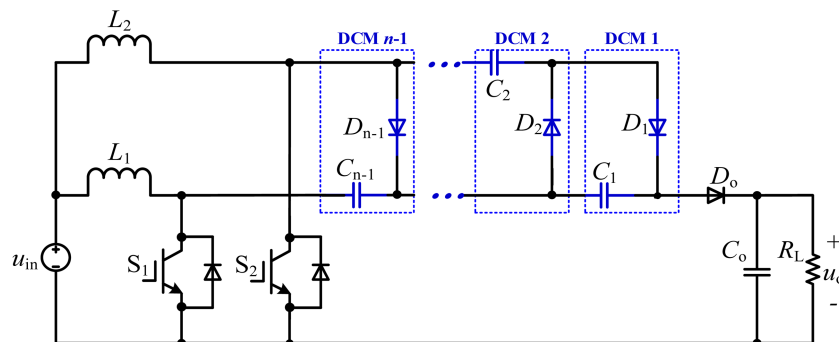 L2
DCM n-1
DCM 2
DCM 1
C2
Dn-1
D2
D1
L1
Cn-1
C1
Do
uin
S1
S2
Co
RL
+
uo
-